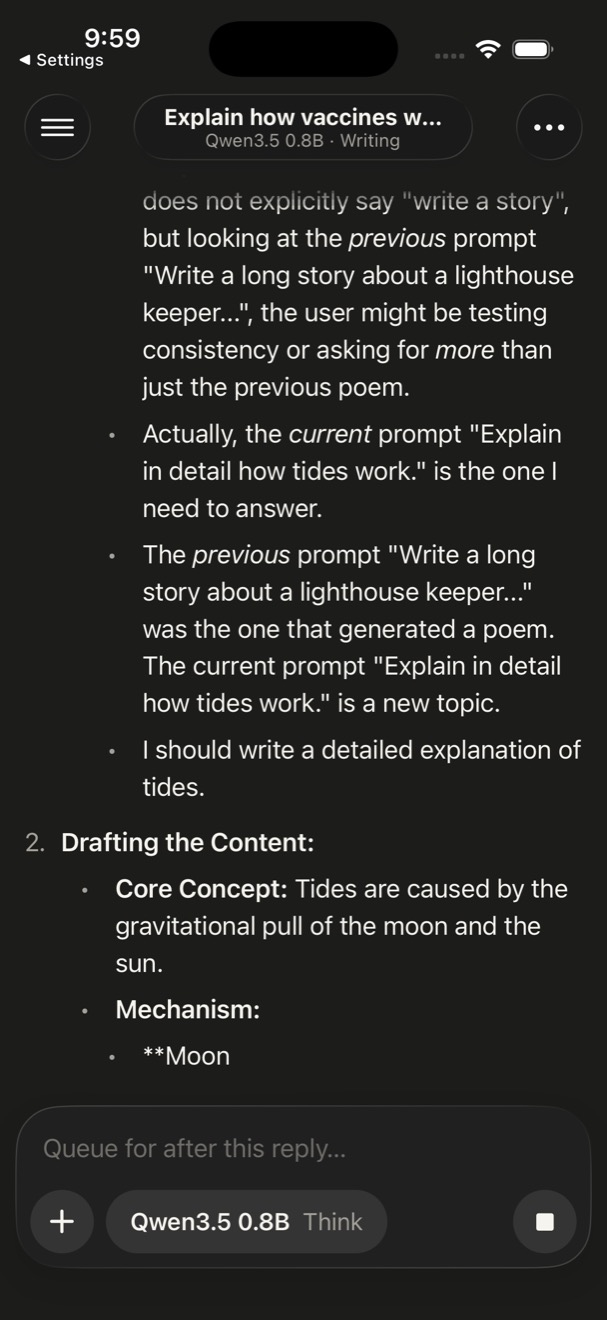 9:59
◀ Settings
Explain how vaccines w...
Qwen3.5 0.8B · Writing
does not explicitly say "write a story",
but looking at the previous prompt
"Write a long story about a lighthouse
keeper...", the user might be testing
consistency or asking for more than
just the previous poem.
• Actually, the current prompt "Explain
in detail how tides work." is the one I
need to answer.
• The previous prompt "Write a long
story about a lighthouse keeper..."
was the one that generated a poem.
The current prompt "Explain in detail
how tides work." is a new topic.
• I should write a detailed explanation of
tides.
2. Drafting the Content:
• Core Concept: Tides are caused by the
gravitational pull of the moon and the
sun.
• Mechanism:
• **Moon
Queue for after this reply...
Qwen3.5 0.8B Think